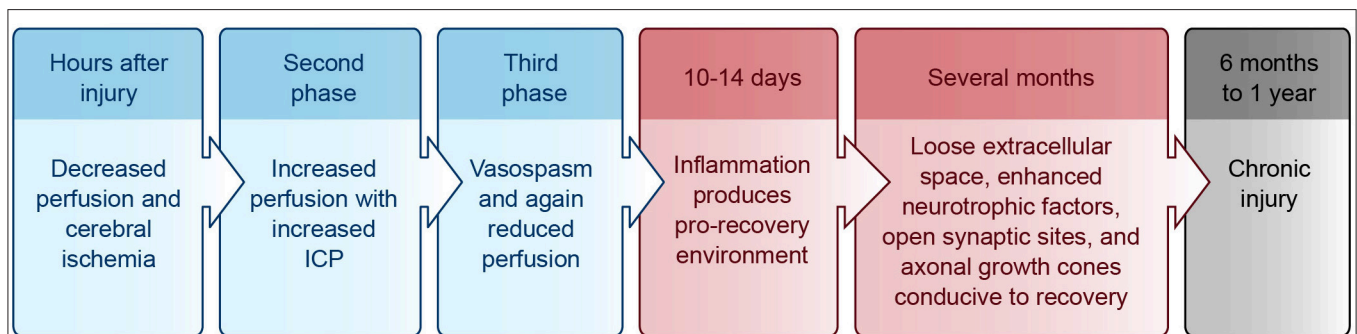 Hours after
injury
Decreased
perfusion and
cerebral
ischemia
Second
phase
Increased
perfusion with
increased
ICP
Third
phase
Vasospasm
and again
reduced
perfusion
10-14 days
Inflammation
produces
pro-recovery
environment
Several months
Loose extracellular
space, enhanced
neurotrophic factors,
open synaptic sites, and
axonal growth cones
conducive to recovery
6 months
to 1 year
Chronic
injury